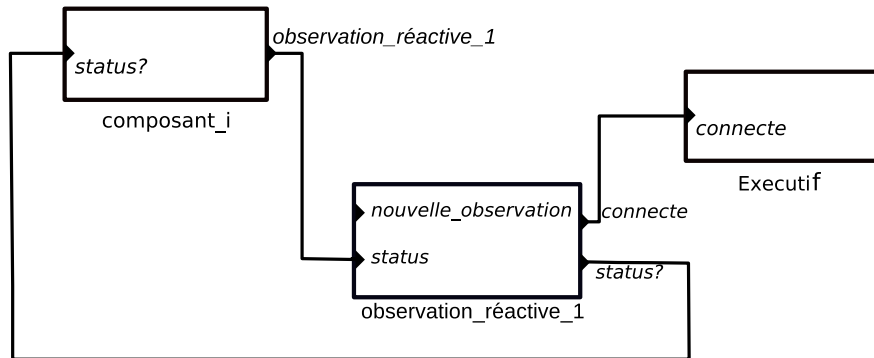 observation_réactive_1
status?
composant_i
connecte
Executif
nouvelle_observation
connecte
status
status?
observation_réactive_1